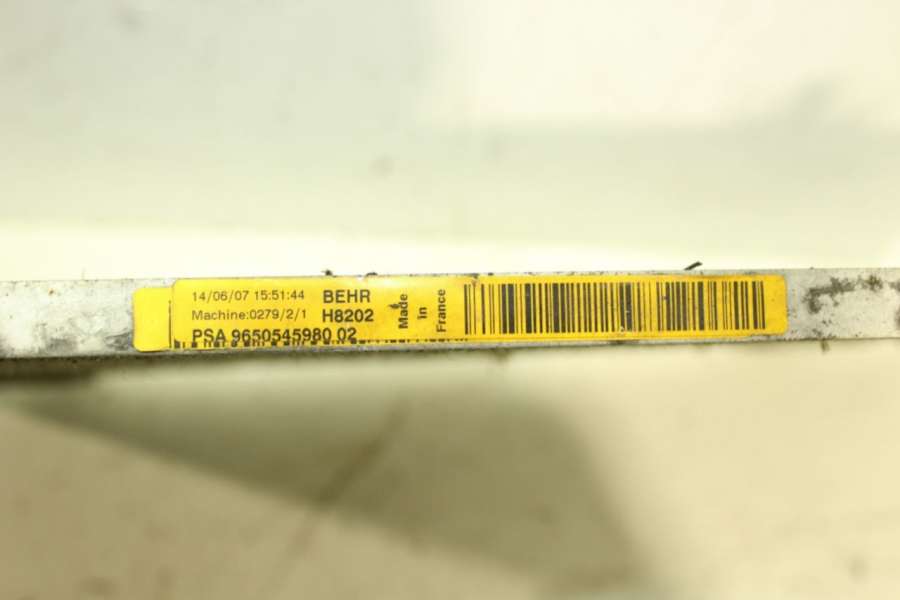 14/06/07 15:51:44 BEHR
Machine:0279/2/1 H8202
PSA 9650545980 02
Made
in
France